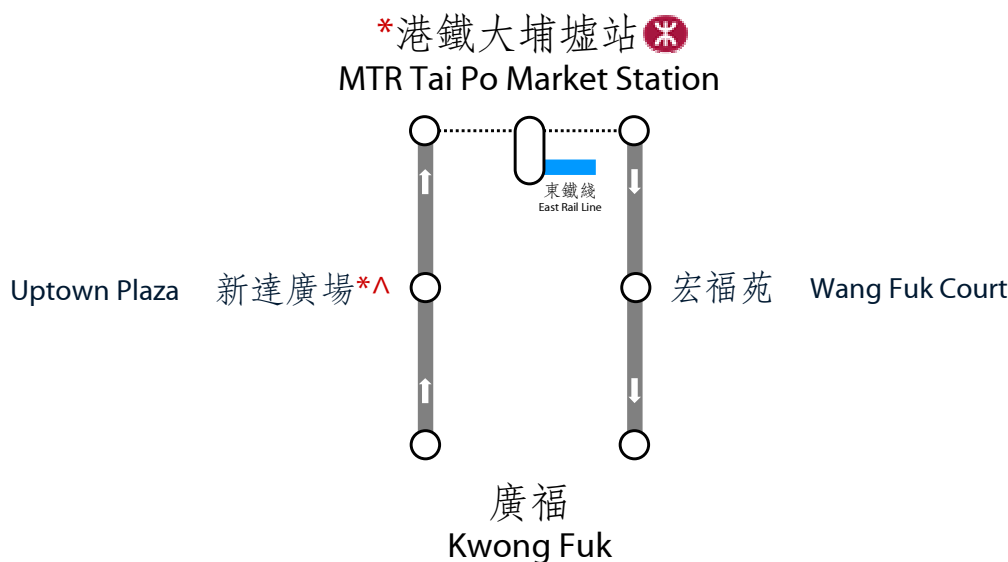 *港鐵大埔墟站
MTR Tai Po Market Station
東鐵綫
East Rail Line
Uptown Plaza 新達廣場*^
宏福苑 Wang Fuk Court
廣福
Kwong Fuk